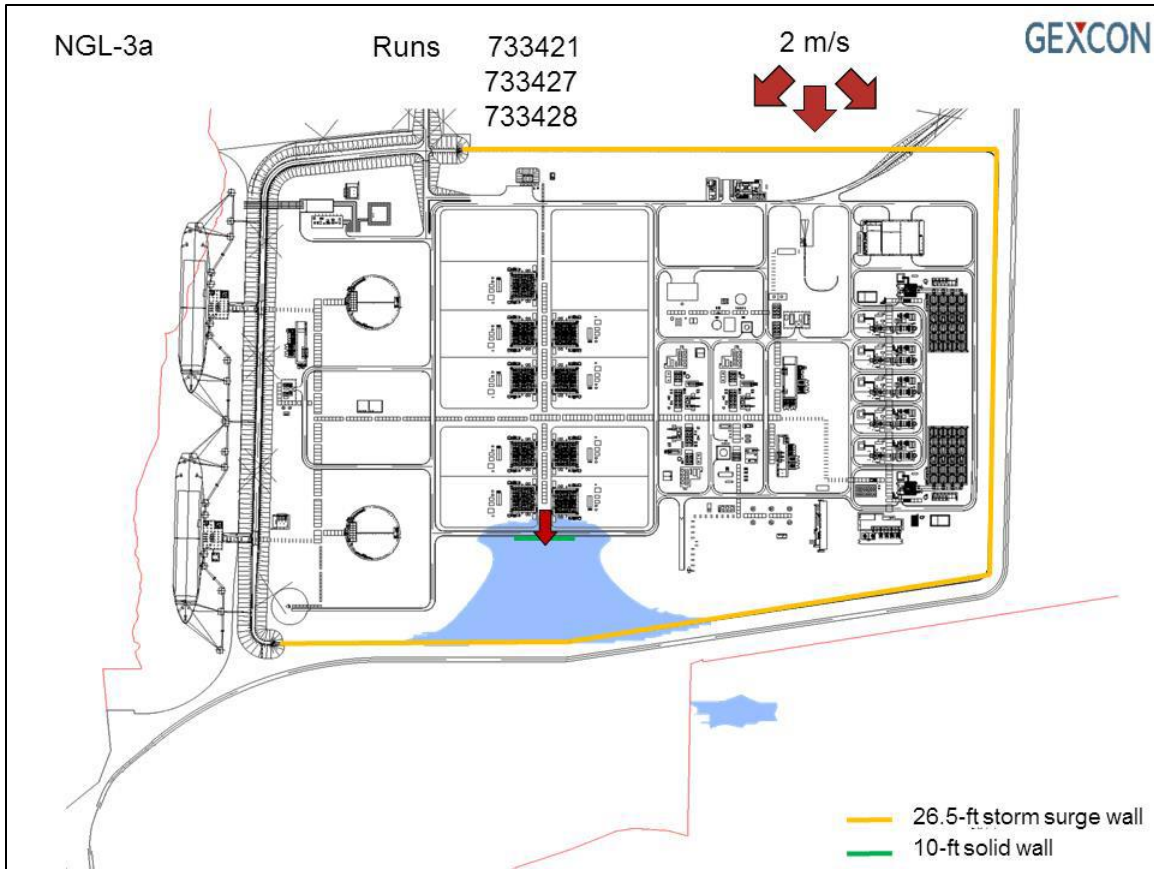 NGL-3a
Runs 733421
733427
733428
2 m/s
GEXCON
26.5-ft storm surge wall
10-ft solid wall